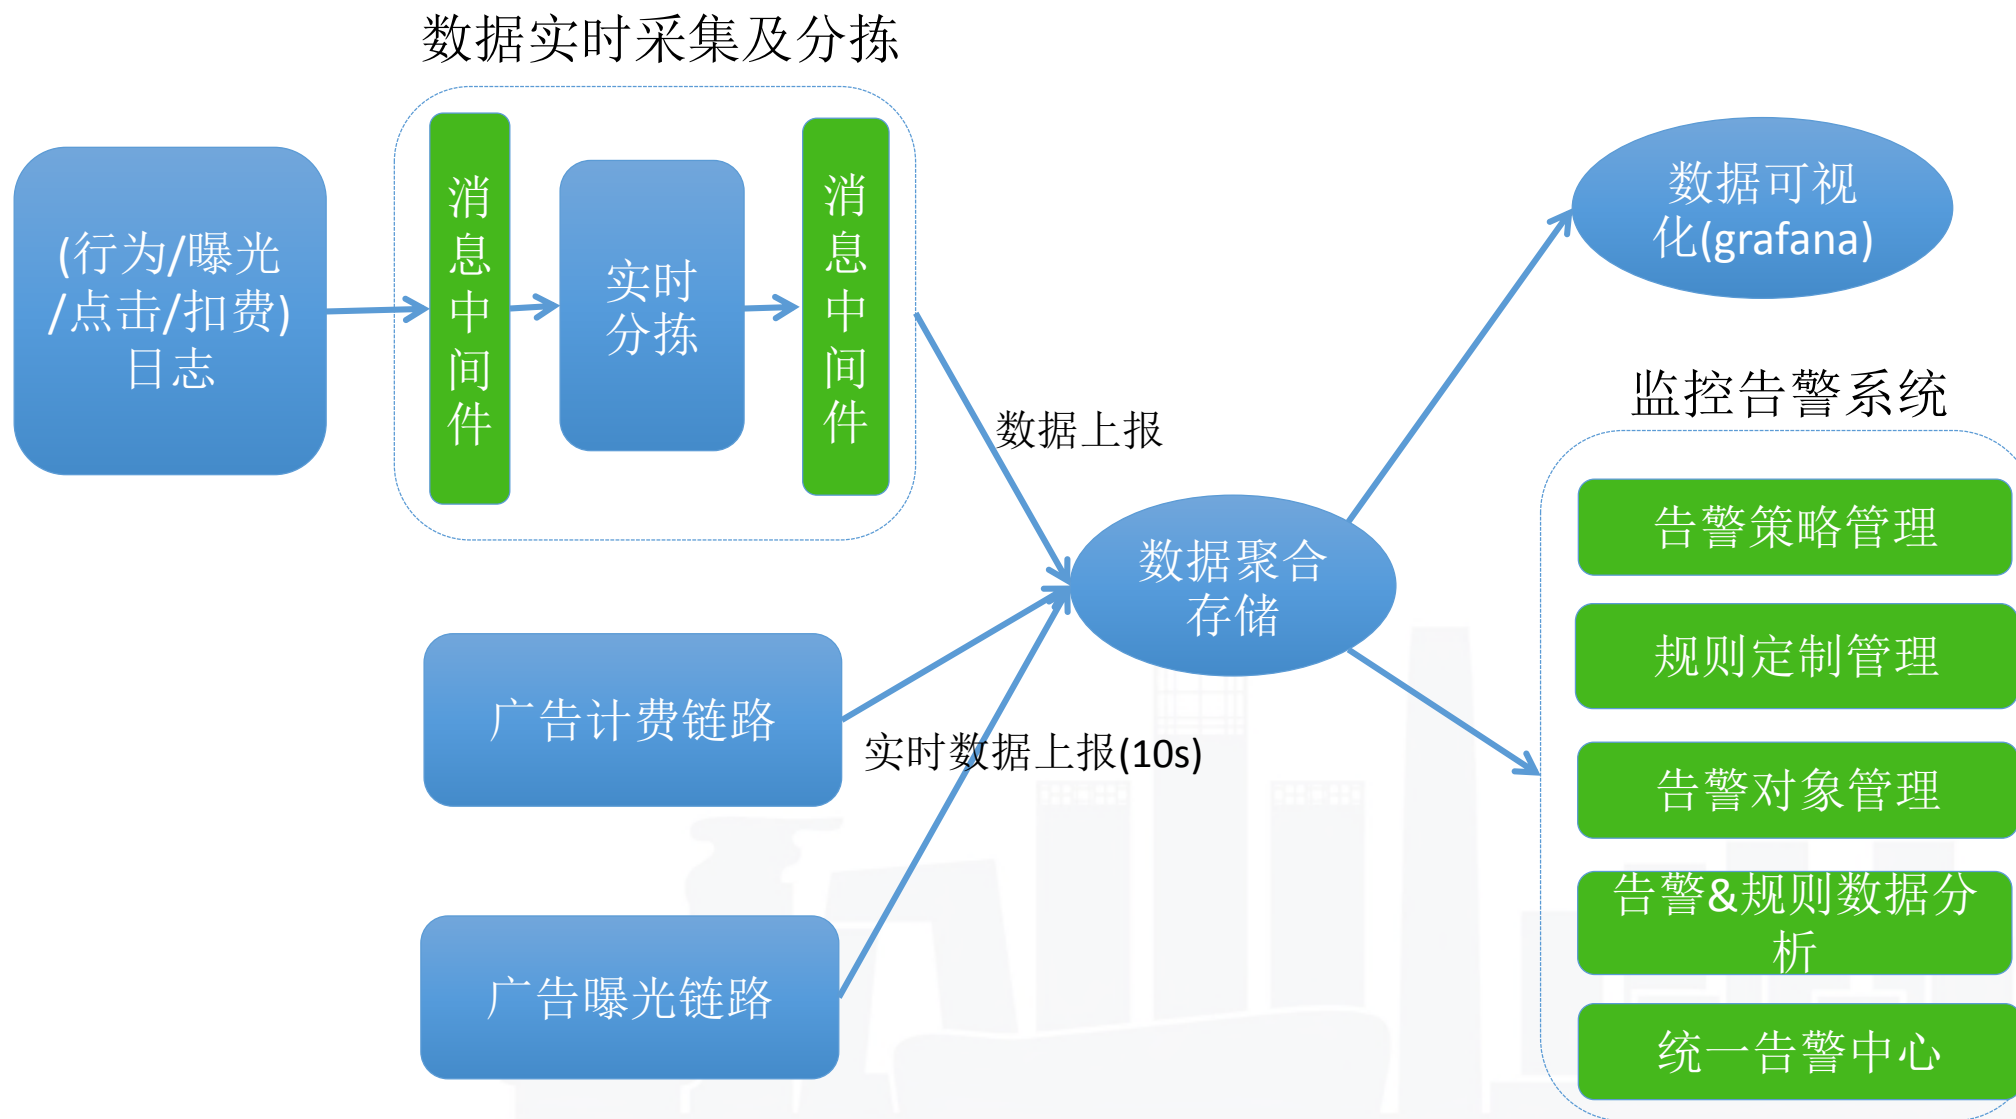 数据实时采集及分拣
(行为/曝光
/点击/扣费)
日志
消
息
中
间
件
实时
分拣
消
息
中
间
件
数据上报
广告计费链路
实时数据上报(10s)
广告曝光链路
数据聚合
存储
数据可视
化(grafana)
监控告警系统
告警策略管理
规则定制管理
告警对象管理
告警&规则数据分
析
统一告警中心